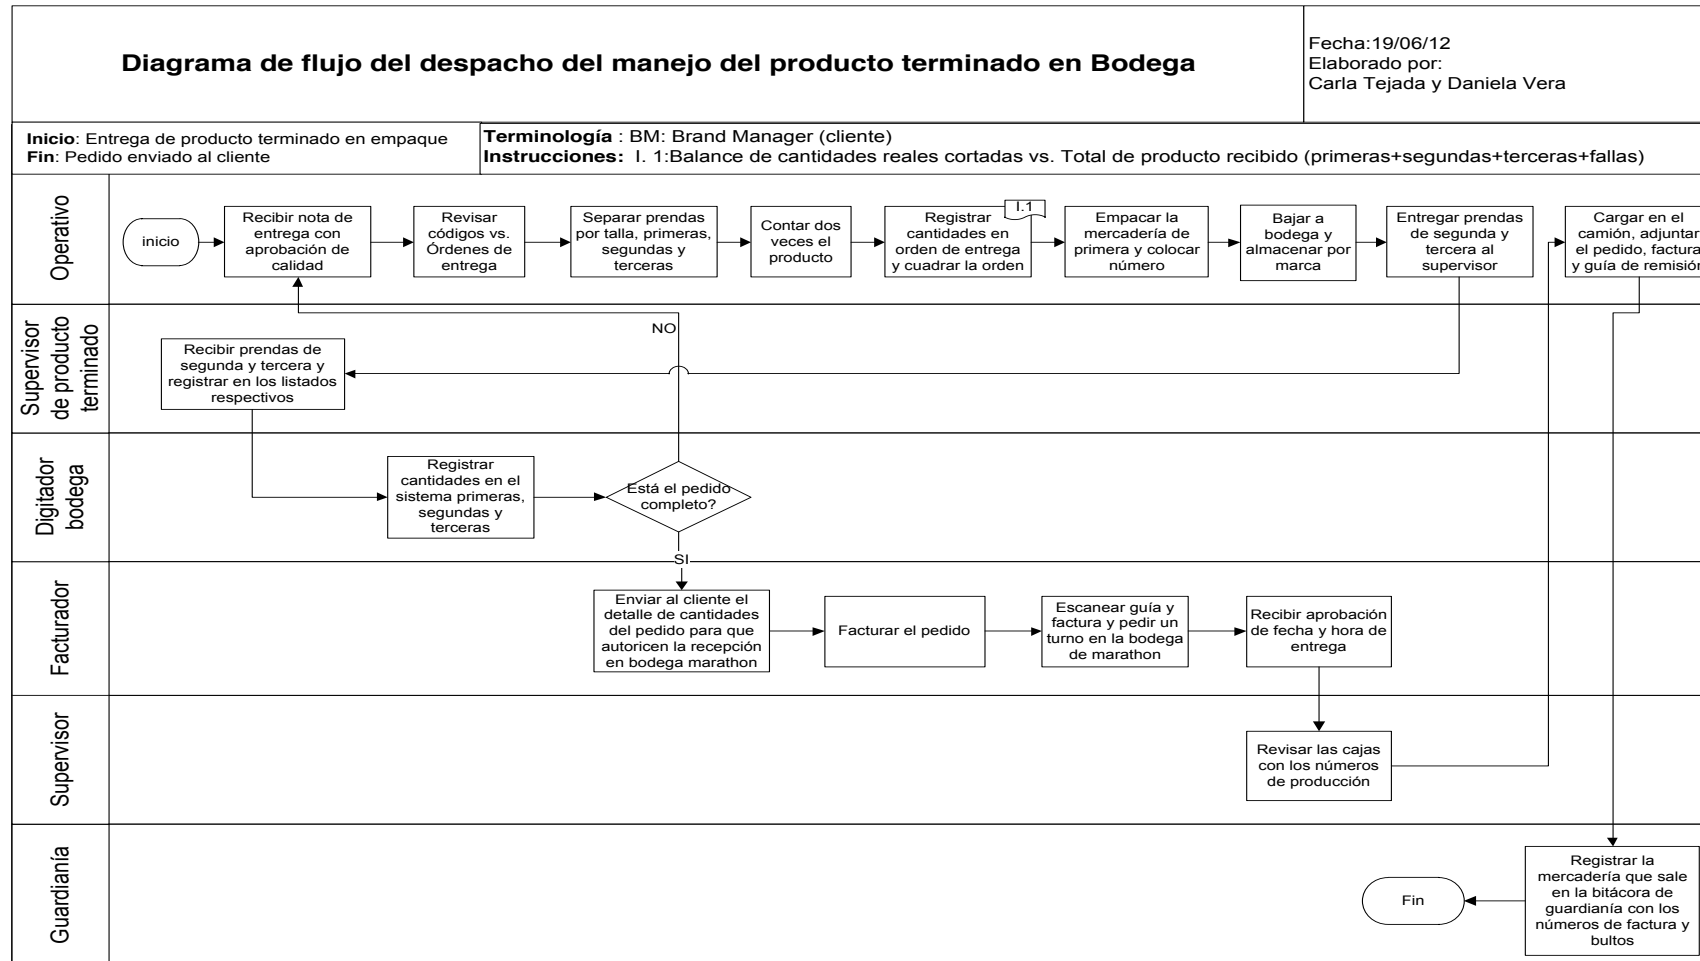 Diagrama de flujo del despacho del manejo del producto terminado en Bodega
Fecha:19/06/12
Elaborado por:
Carla Tejada y Daniela Vera
Inicio: Entrega de producto terminado en empaque
Fin: Pedido enviado al cliente
Terminología : BM: Brand Manager (cliente)
Instrucciones: I. 1:Balance de cantidades reales cortadas vs. Total de producto recibido (primeras+segundas+terceras+fallas)
Operativo
inicio
Recibir nota de
entrega con
aprobación de
calidad
Revisar
códigos vs.
Órdenes de
entrega
Separar prendas
por talla, primeras,
segundas y
terceras
Contar dos
veces el
producto
I.1
Registrar
cantidades en
orden de entrega
y cuadrar la orden
Empacar la
mercadería de
primera y colocar
número
Bajar a
bodega y
almacenar por
marca
Entregar prendas
de segunda y
tercera al
supervisor
Cargar en el
camión, adjuntar
el pedido, factura
y guía de remisión
Supervisor
de producto
terminado
NO
Recibir prendas de
segunda y tercera y
registrar en los listados
respectivos
Digitador
bodega
Registrar
cantidades en el
sistema primeras,
segundas y
terceras
Está el pedido
completo?
SI
Facturador
Enviar al cliente el
detalle de cantidades
del pedido para que
autoricen la recepción
en bodega marathon
Facturar el pedido
Escanear guía y
factura y pedir un
turno en la bodega
de marathon
Recibir aprobación
de fecha y hora de
entrega
Supervisor
Revisar las cajas
con los números
de producción
Guardianía
Fin
Registrar la
mercadería que sale
en la bitácora de
guardianía con los
números de factura y
bultos